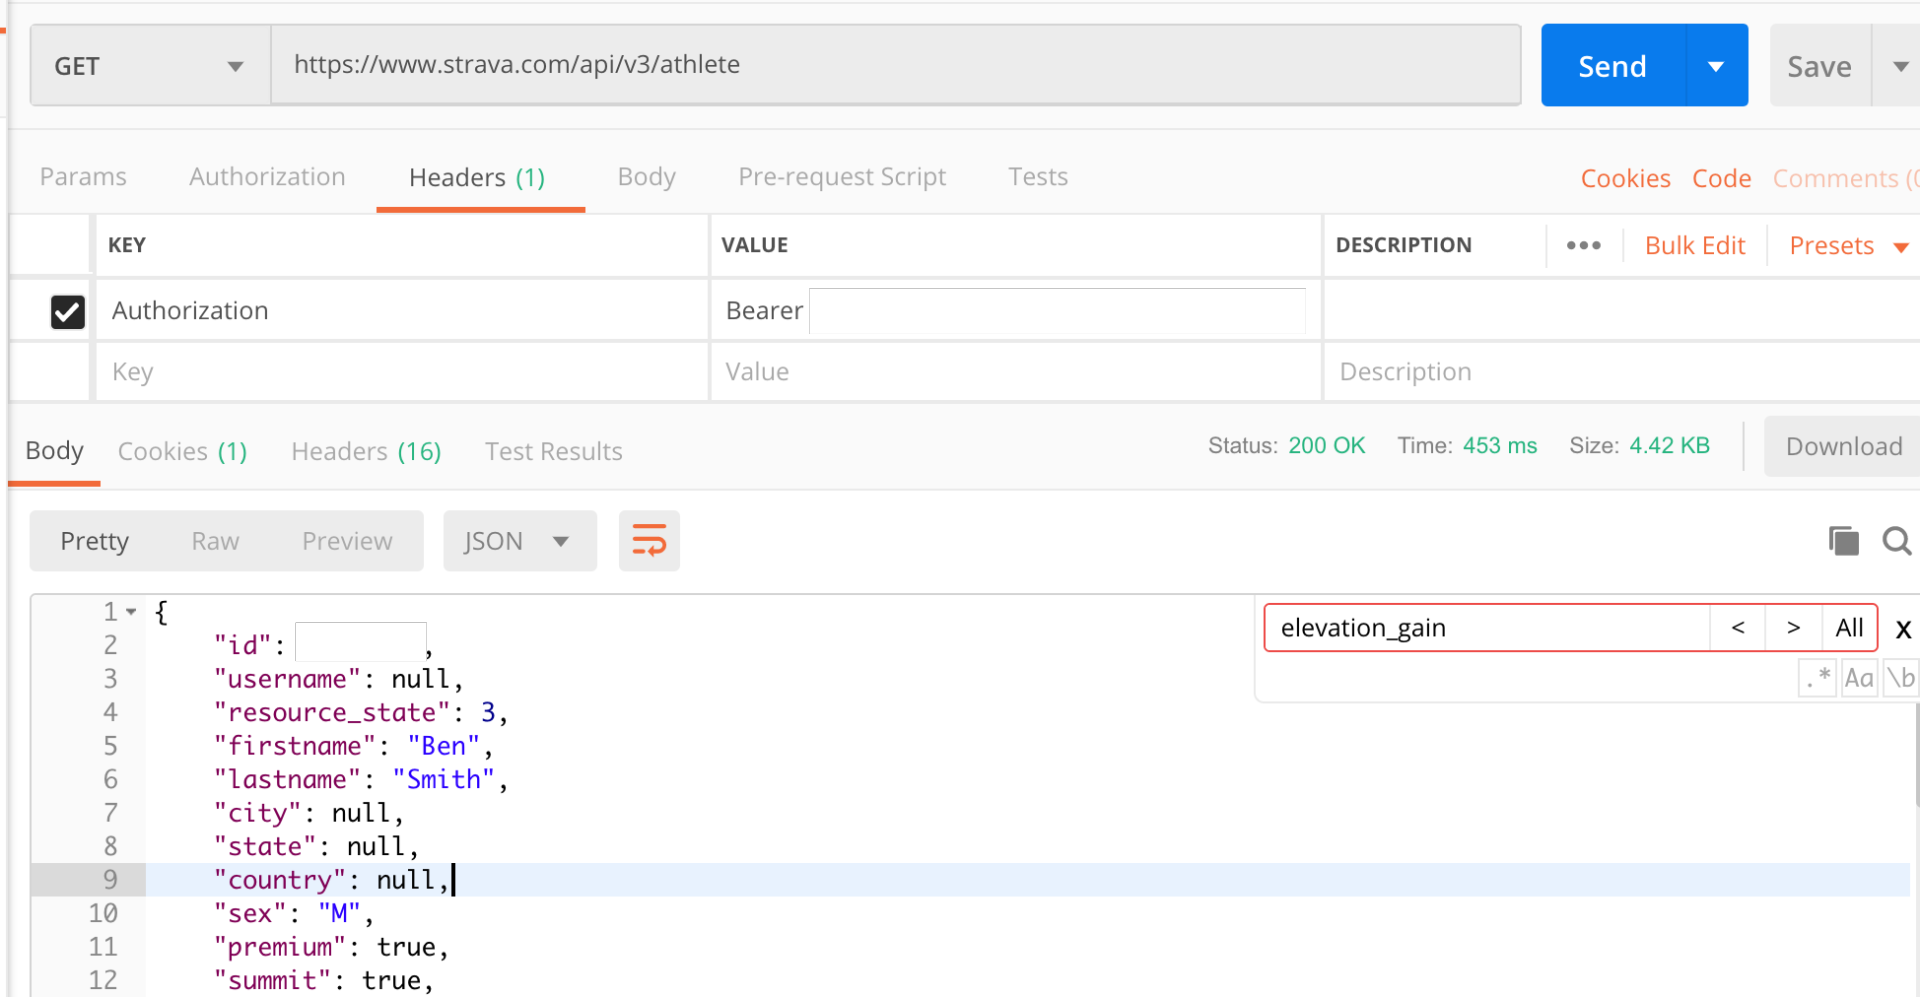 GET https://www.strava.com/api/v3/athlete Send Save
Params Authorization Headers (1) Body Pre-request Script Tests Cookies Code Comments (0
KEY VALUE DESCRIPTION ••• Bulk Edit Presets
Authorization Bearer
Key Value Description
Body Cookies (1) Headers (16) Test Results Status: 200 OK Time: 453 ms Size: 4.42 KB Download
Pretty Raw Preview JSON
1 {
elevation_gain < > All X
2 "id": ,
3 "username": null,
.* Aa \b
4 "resource_state": 3,
5 "firstname": "Ben",
6 "lastname": "Smith",
7 "city": null,
8 "state": null,
9 "country": null,
10 "sex": "M",
11 "premium": true,
12 "summit": true,